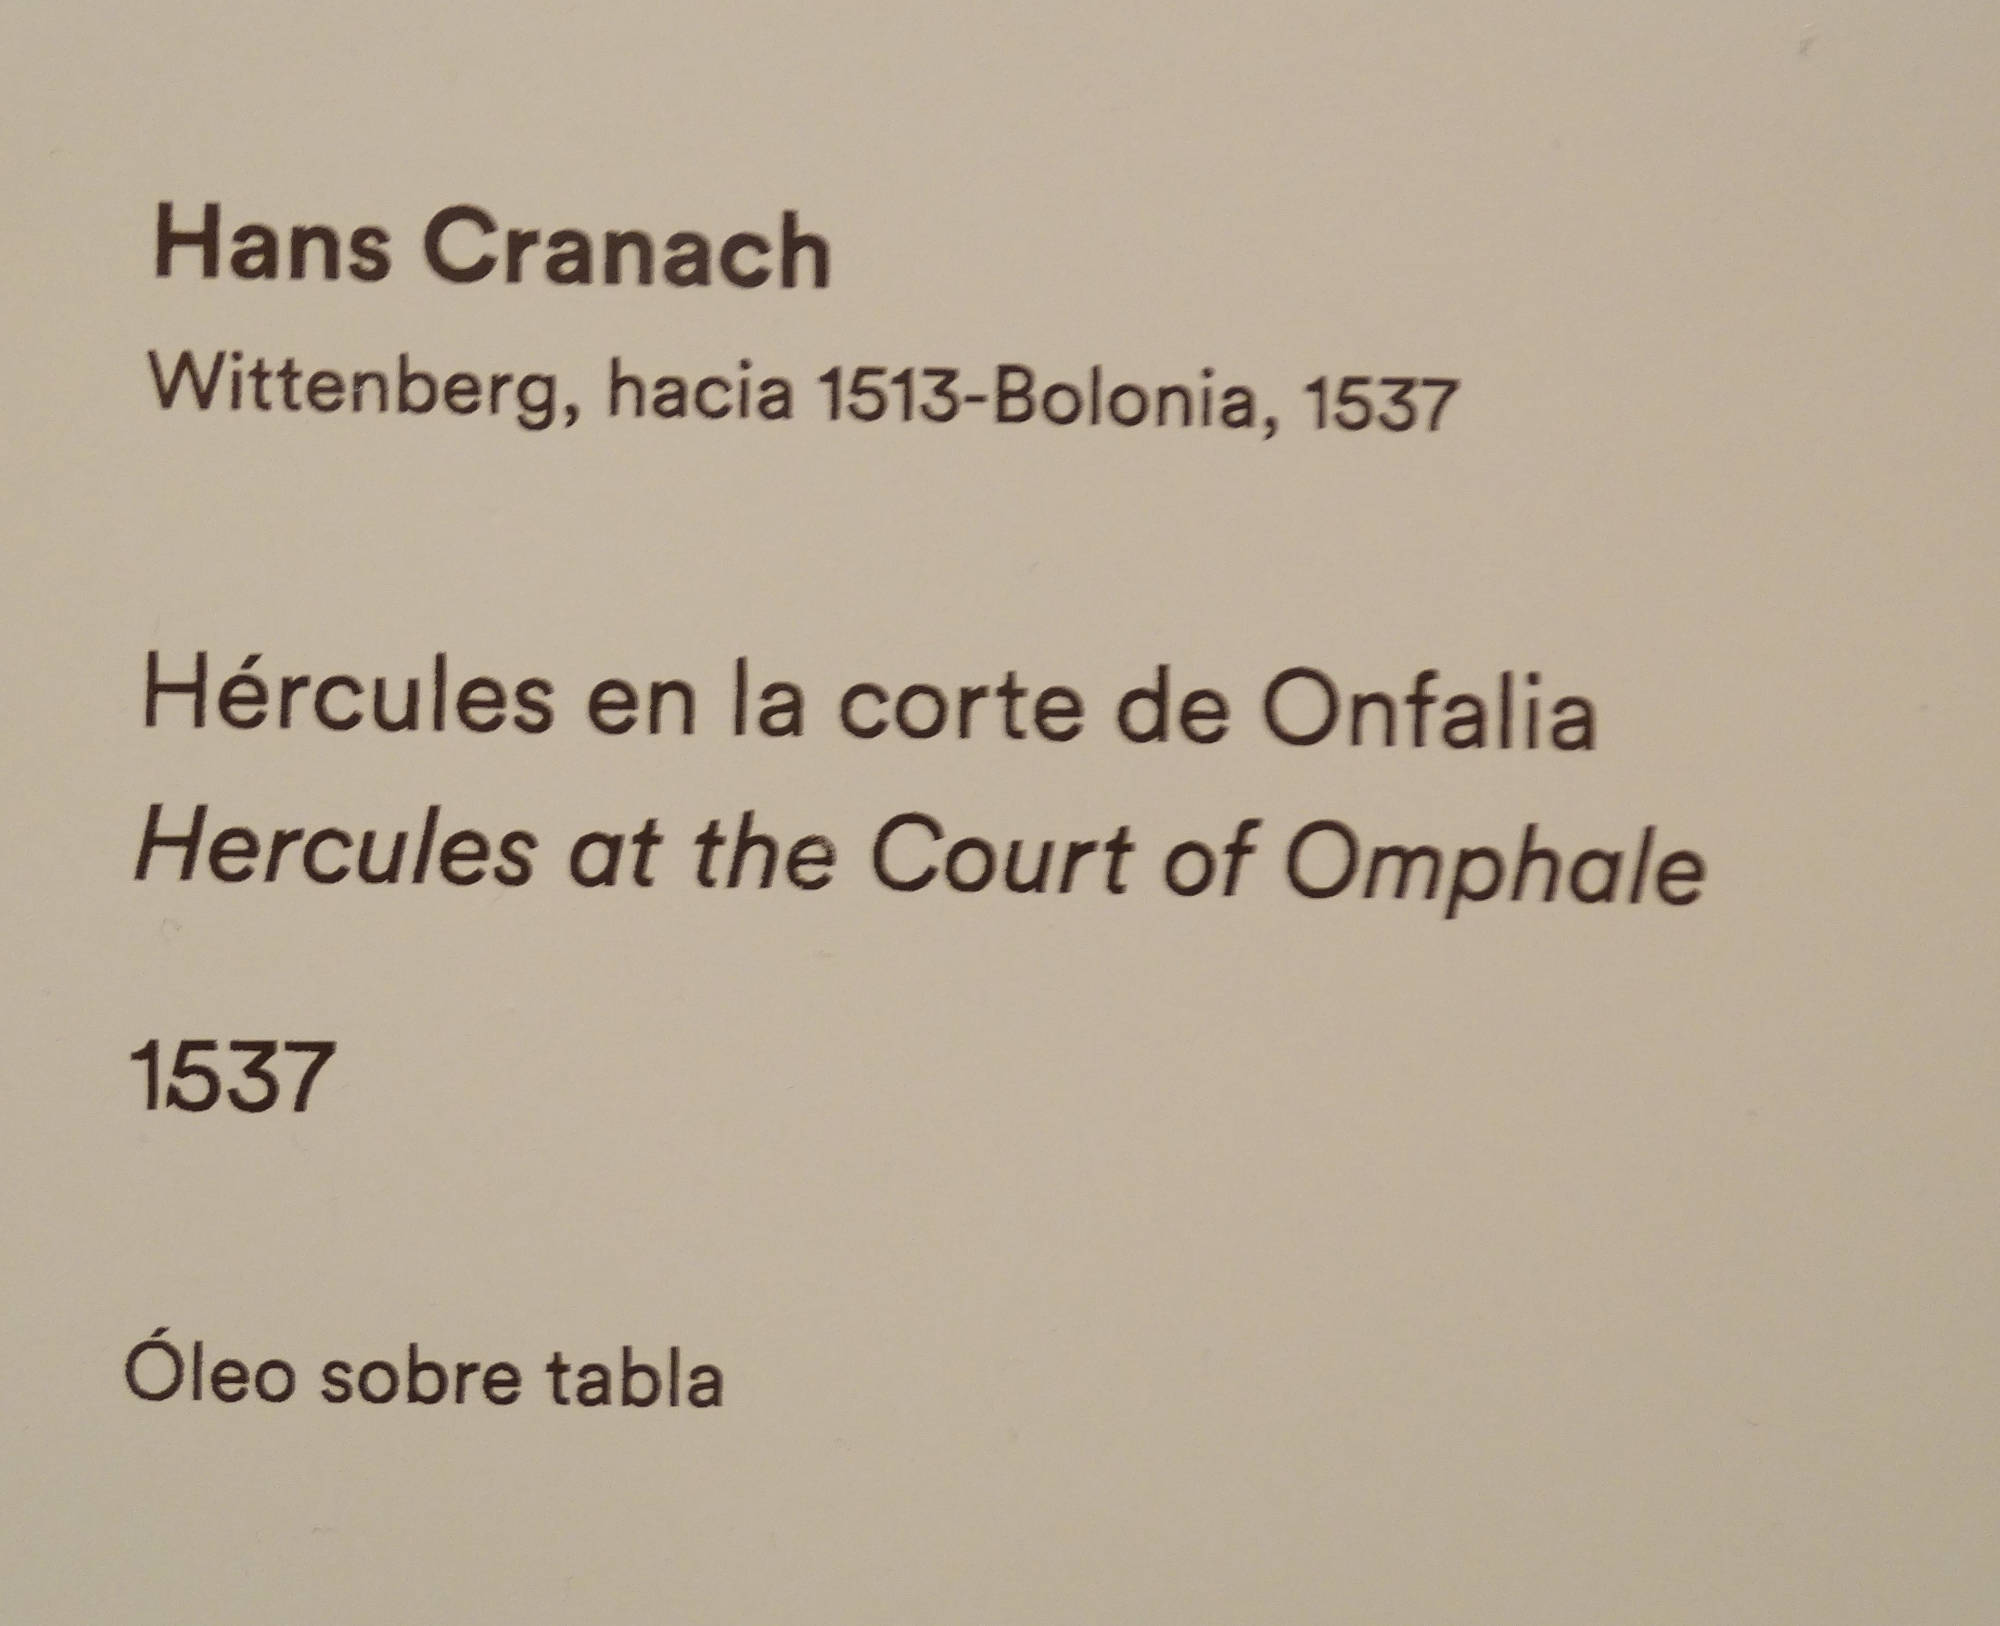 Hans Cranach
Wittenberg, hacia 1513-Bolonia, 1537
Hércules en la corte de Onfalia
Hercules at the Court of Omphale
1537
Óleo sobre tabla